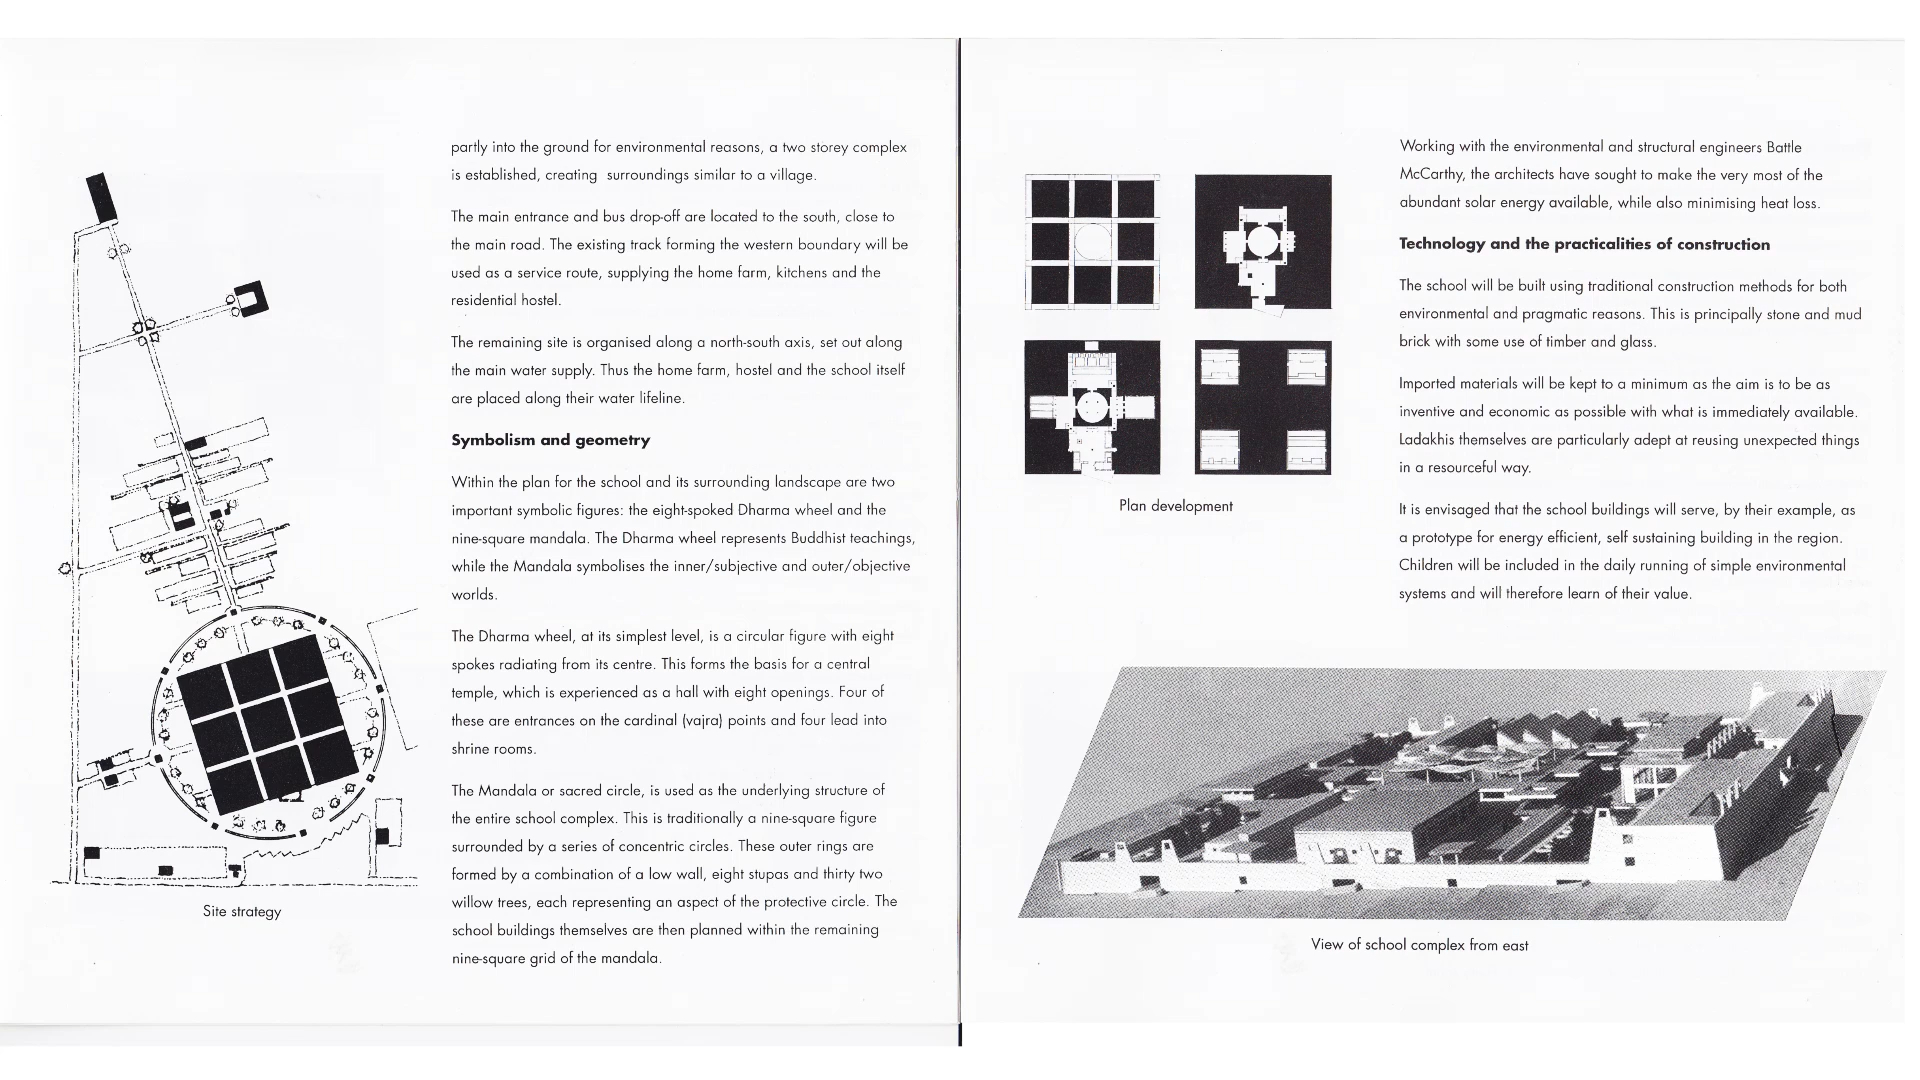 partly into the ground for environmental reasons, a two storey complex
is established, creating surroundings similar to a village.
The main entrance and bus drop-off are located to the south, close to
the main road. The existing track forming the western boundary will be
used as a service route, supplying the home farm, kitchens and the
residential hostel.
The remaining site is organised along a north-south axis, set out along
the main water supply. Thus the home farm, hostel and the school itself
are placed along their water lifeline.
Symbolism and geometry
Within the plan for the school and its surrounding landscape are two
important symbolic figures: the eight-spoked Dharma wheel and the
nine-square mandala. The Dharma wheel represents Buddhist teachings,
while the Mandala symbolises the inner/subjective and outer/objective
worlds.
The Dharma wheel, at its simplest level, is a circular figure with eight
spokes radiating from its centre. This forms the basis for a central
temple, which is experienced as a hall with eight openings. Four of
these are entrances on the cardinal (vajra) points and four lead into
shrine rooms.
The Mandala or sacred circle, is used as the underlying structure of
the entire school complex. This is traditionally a nine-square figure
surrounded by a series of concentric circles. These outer rings are
formed by a combination of a low wall, eight stupas and thirty two
willow trees, each representing an aspect of the protective circle. The
school buildings themselves are then planned within the remaining
nine-square grid of the mandala.
Site strategy
Plan development
Working with the environmental and structural engineers Battle
McCarthy, the architects have sought to make the very most of the
abundant solar energy available, while also minimising heat loss.
Technology and the practicalities of construction
The school will be built using traditional construction methods for both
environmental and pragmatic reasons. This is principally stone and mud
brick with some use of timber and glass.
Imported materials will be kept to a minimum as the aim is to be as
inventive and economic as possible with what is immediately available.
Ladakhis themselves are particularly adept at reusing unexpected things
in a resourceful way.
It is envisaged that the school buildings will serve, by their example, as
a prototype for energy efficient, self sustaining building in the region.
Children will be included in the daily running of simple environmental
systems and will therefore learn of their value.
View of school complex from east